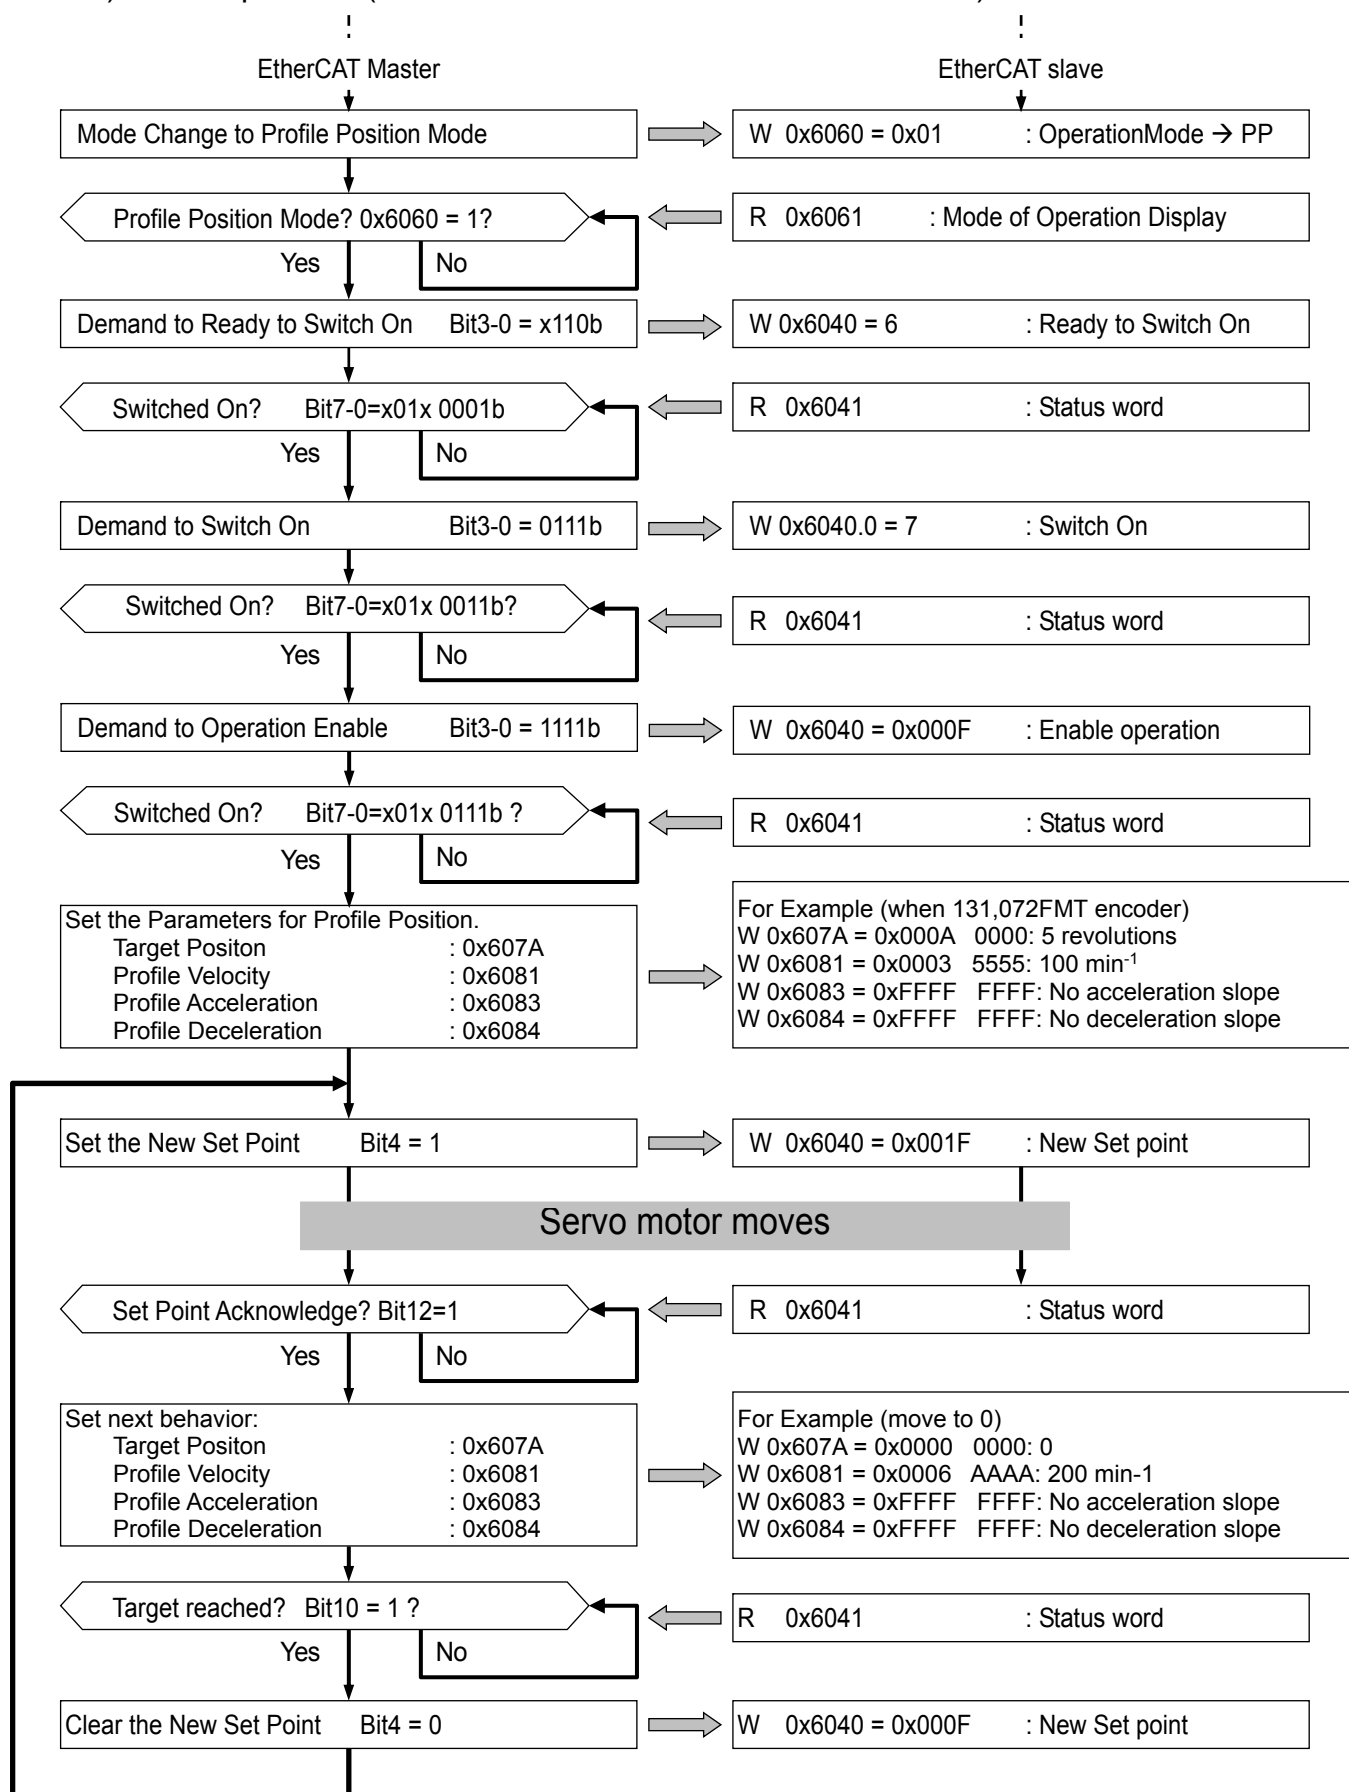 EtherCAT Master
EtherCAT slave
Mode Change to Profile Position Mode
W 0x6060 = 0x01 : OperationMode → PP
Profile Position Mode? 0x6060 = 1?
R 0x6061 : Mode of Operation Display
Yes No
Demand to Ready to Switch On Bit3-0 = x110b
W 0x6040 = 6 : Ready to Switch On
Switched On? Bit7-0=x01x 0001b
R 0x6041 : Status word
Yes No
Demand to Switch On Bit3-0 = 0111b
W 0x6040.0 = 7 : Switch On
Switched On? Bit7-0=x01x 0011b?
R 0x6041 : Status word
Yes No
Demand to Operation Enable Bit3-0 = 1111b
W 0x6040 = 0x000F : Enable operation
Switched On? Bit7-0=x01x 0111b ?
R 0x6041 : Status word
Yes No
Set the Parameters for Profile Position.
Target Positon : 0x607A
Profile Velocity : 0x6081
Profile Acceleration : 0x6083
Profile Deceleration : 0x6084
For Example (when 131,072FMT encoder)
W 0x607A = 0x000A 0000: 5 revolutions
W 0x6081 = 0x0003 5555: 100 min⁻¹
W 0x6083 = 0xFFFF FFFF: No acceleration slope
W 0x6084 = 0xFFFF FFFF: No deceleration slope
Set the New Set Point Bit4 = 1
W 0x6040 = 0x001F : New Set point
Servo motor moves
Set Point Acknowledge? Bit12=1
R 0x6041 : Status word
Yes No
Set next behavior:
Target Positon : 0x607A
Profile Velocity : 0x6081
Profile Acceleration : 0x6083
Profile Deceleration : 0x6084
For Example (move to 0)
W 0x607A = 0x0000 0000: 0
W 0x6081 = 0x0006 AAAA: 200 min-1
W 0x6083 = 0xFFFF FFFF: No acceleration slope
W 0x6084 = 0xFFFF FFFF: No deceleration slope
Target reached? Bit10 = 1 ?
R 0x6041 : Status word
Yes No
Clear the New Set Point Bit4 = 0
W 0x6040 = 0x000F : New Set point